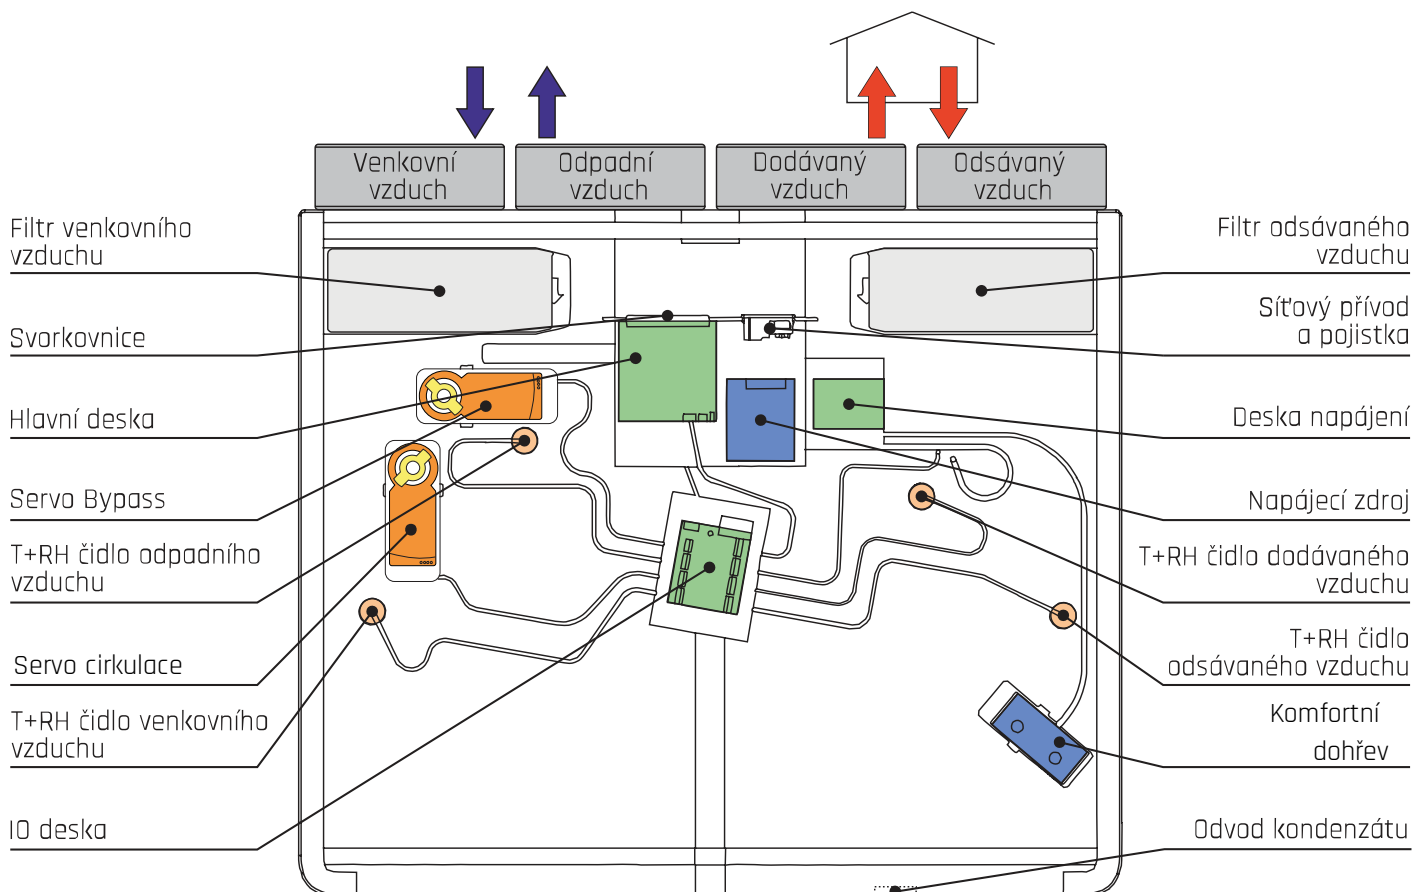 Venkovní
vzduch
Odpadní
vzduch
Dodávaný
vzduch
Odsávaný
vzduch
Filtr venkovního
vzduchu
Svorkovnice
Hlavní deska
Servo Bypass
T+RH čidlo odpadního
vzduchu
Servo cirkulace
T+RH čidlo venkovního
vzduchu
IO deska
Filtr odsávaného
vzduchu
Síťový přívod
a pojistka
Deska napájení
Napájecí zdroj
T+RH čidlo dodávaného
vzduchu
T+RH čidlo
odsávaného vzduchu
Komfortní
dohřev
Odvod kondenzátu